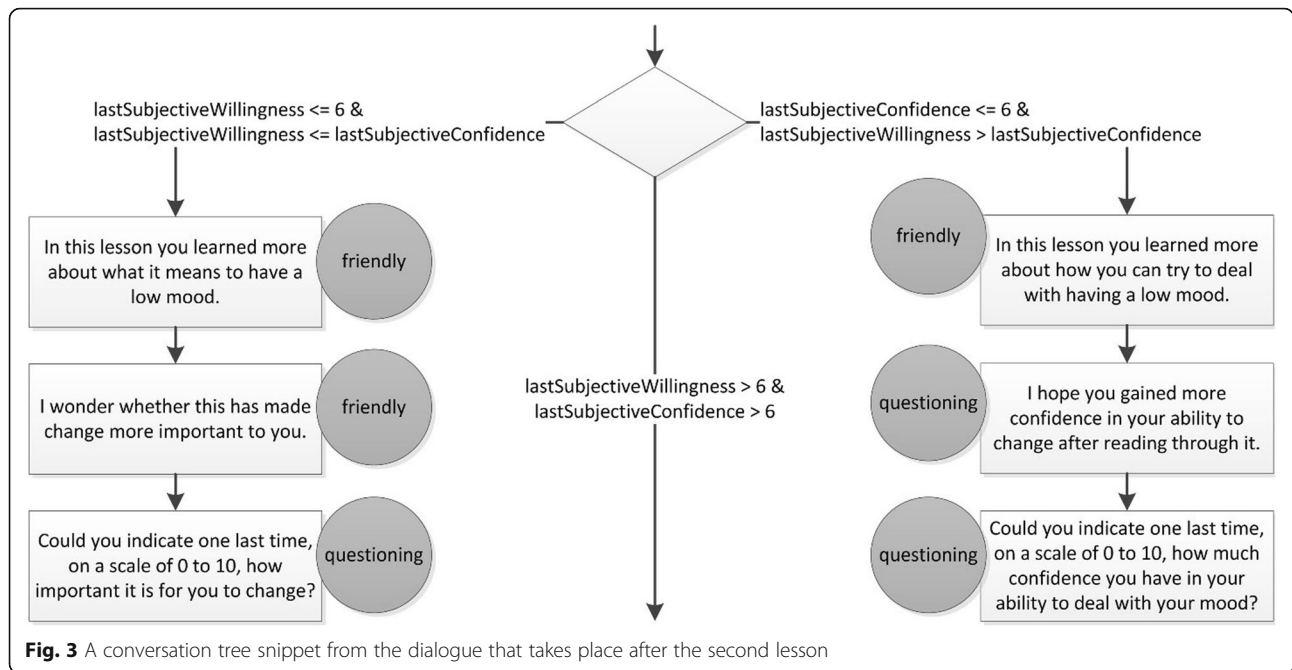 lastSubjectiveWillingness <= 6 &
lastSubjectiveWillingness <= lastSubjectiveConfidence
In this lesson you learned more
about what it means to have a
low mood.
friendly
I wonder whether this has made
change more important to you.
friendly
Could you indicate one last time,
on a scale of 0 to 10, how
important it is for you to change?
questioning
lastSubjectiveWillingness > 6 &
lastSubjectiveConfidence > 6
lastSubjectiveConfidence <= 6 &
lastSubjectiveWillingness > lastSubjectiveConfidence
friendly
In this lesson you learned more
about how you can try to deal
with having a low mood.
questioning
I hope you gained more
confidence in your ability to
change after reading through it.
questioning
Could you indicate one last time,
on a scale of 0 to 10, how much
confidence you have in your
ability to deal with your mood?
Fig. 3 A conversation tree snippet from the dialogue that takes place after the second lesson